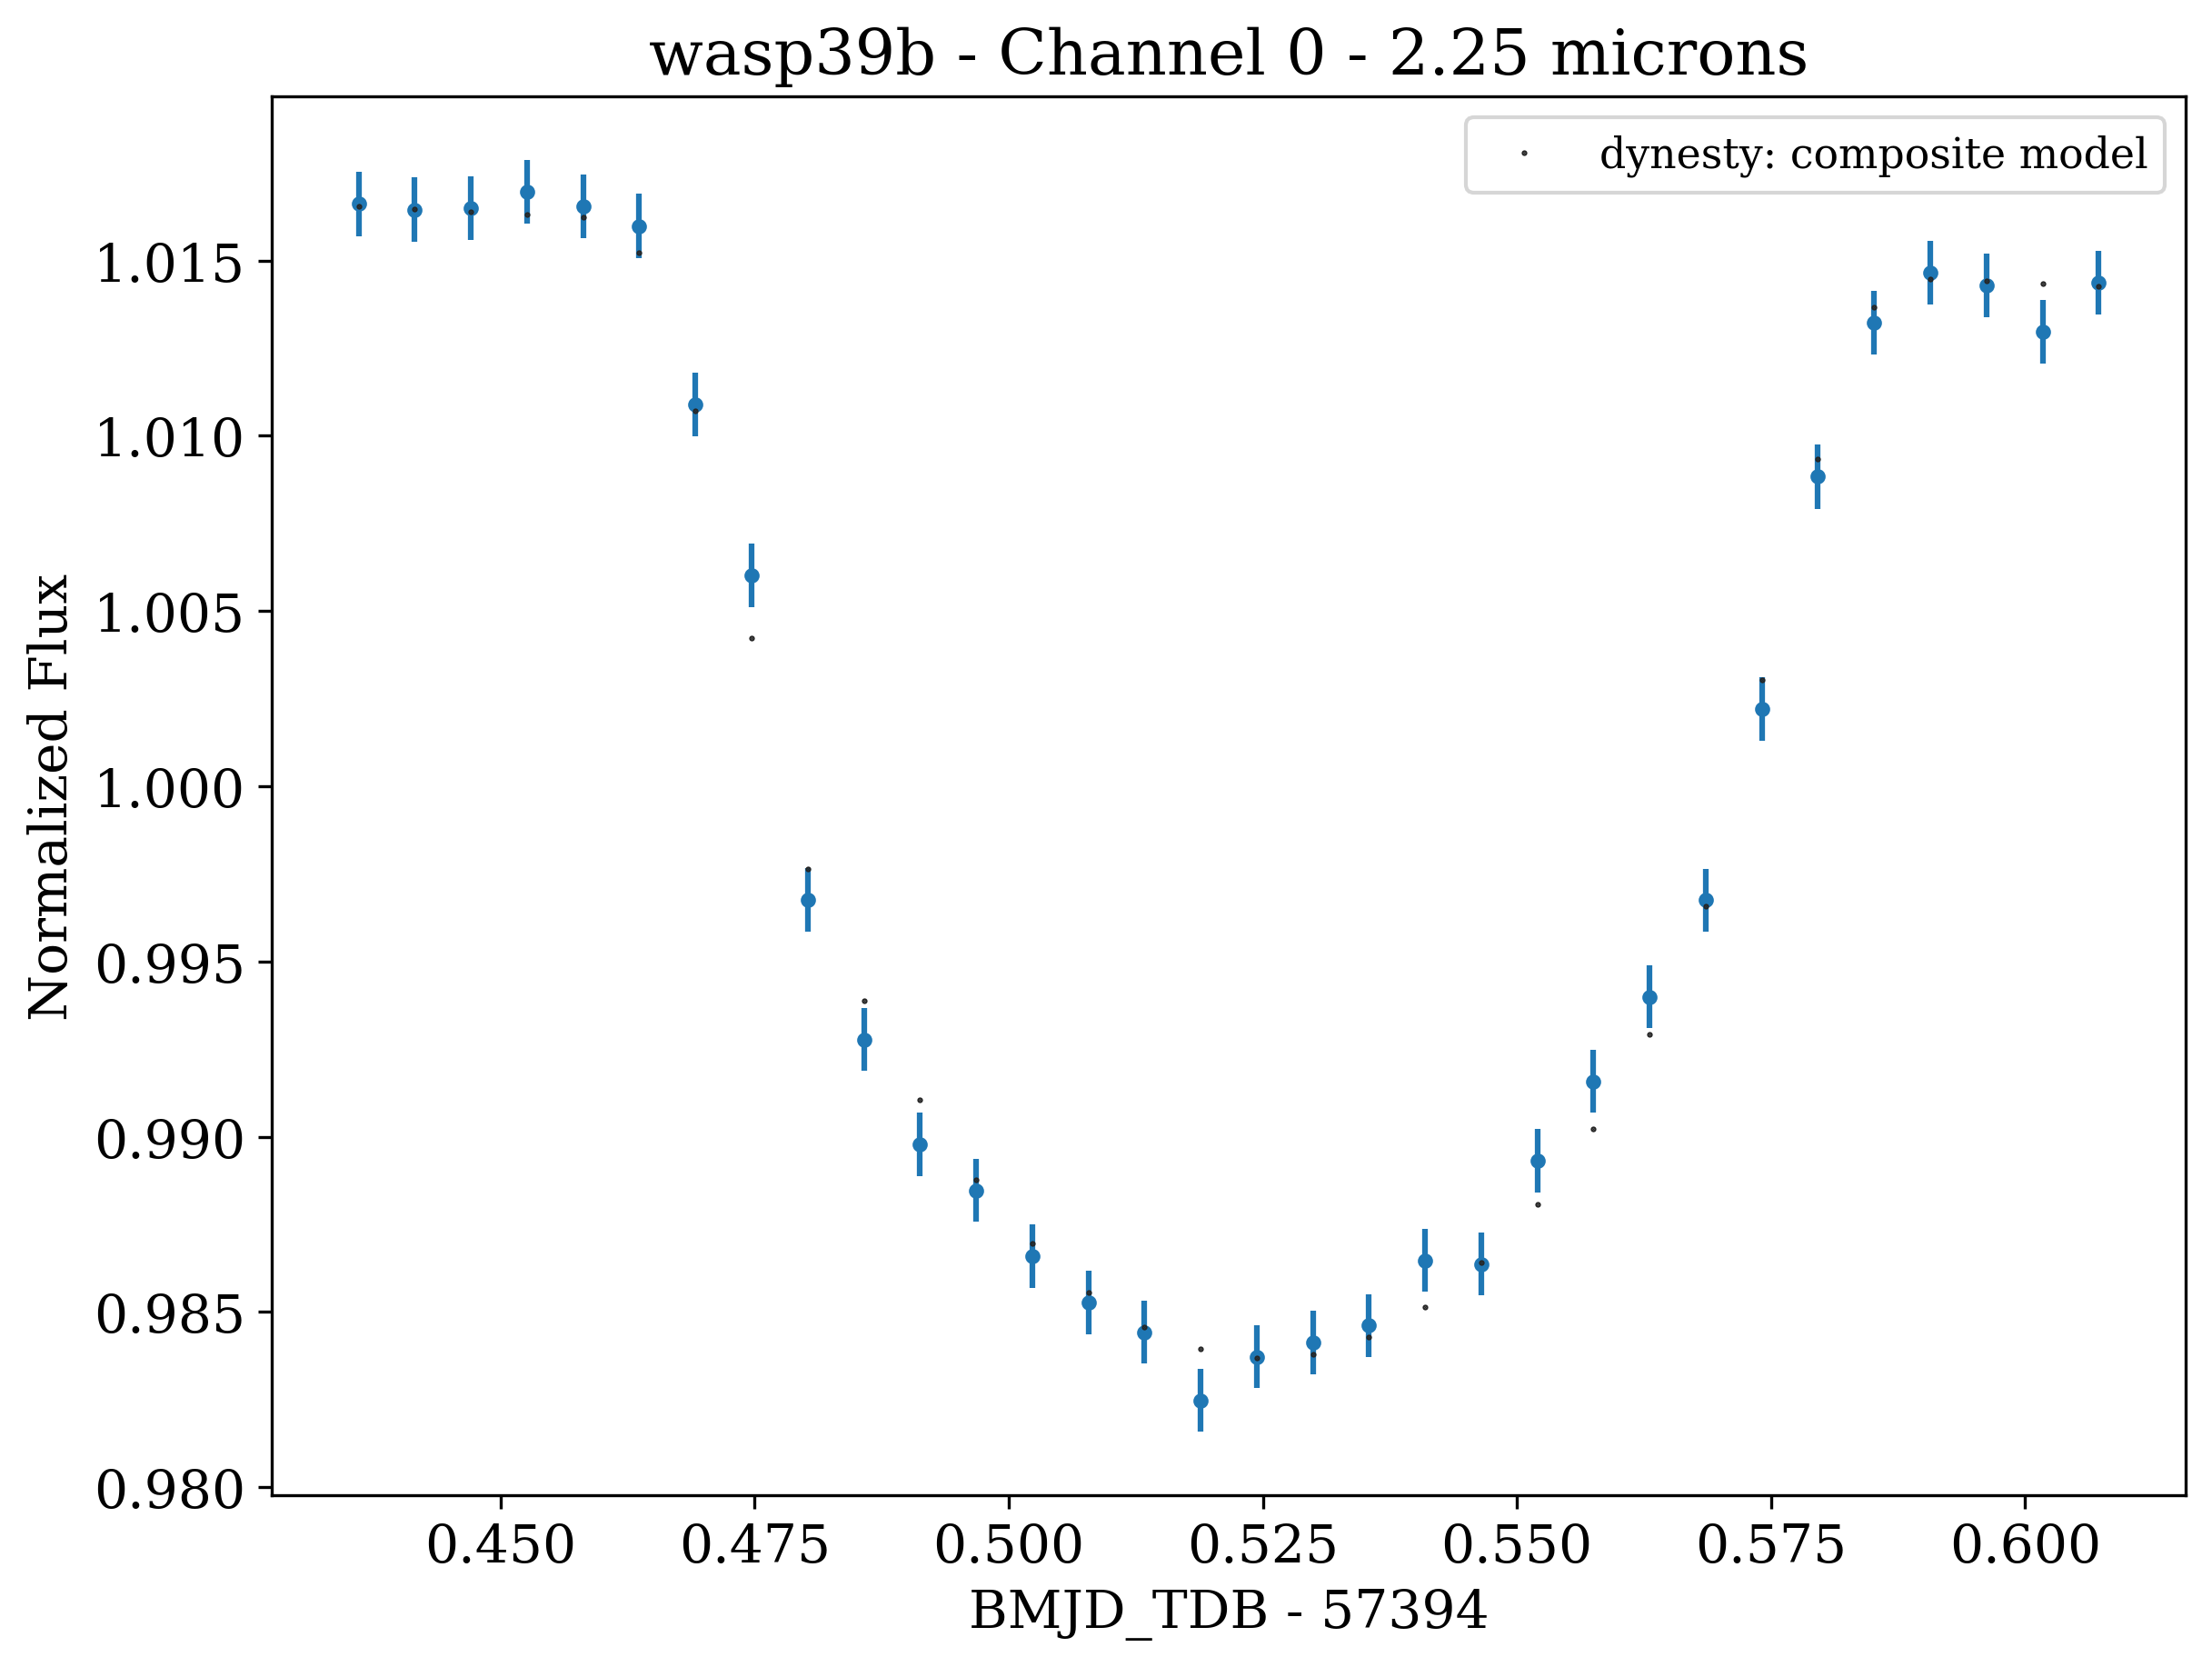 wasp39b - Channel 0 - 2.25 microns
dynesty: composite model
Normalized Flux
1.015
1.010
1.005
1.000
0.995
0.990
0.985
0.980
0.450 0.475 0.500 0.525 0.550 0.575 0.600
BMJD_TDB - 57394